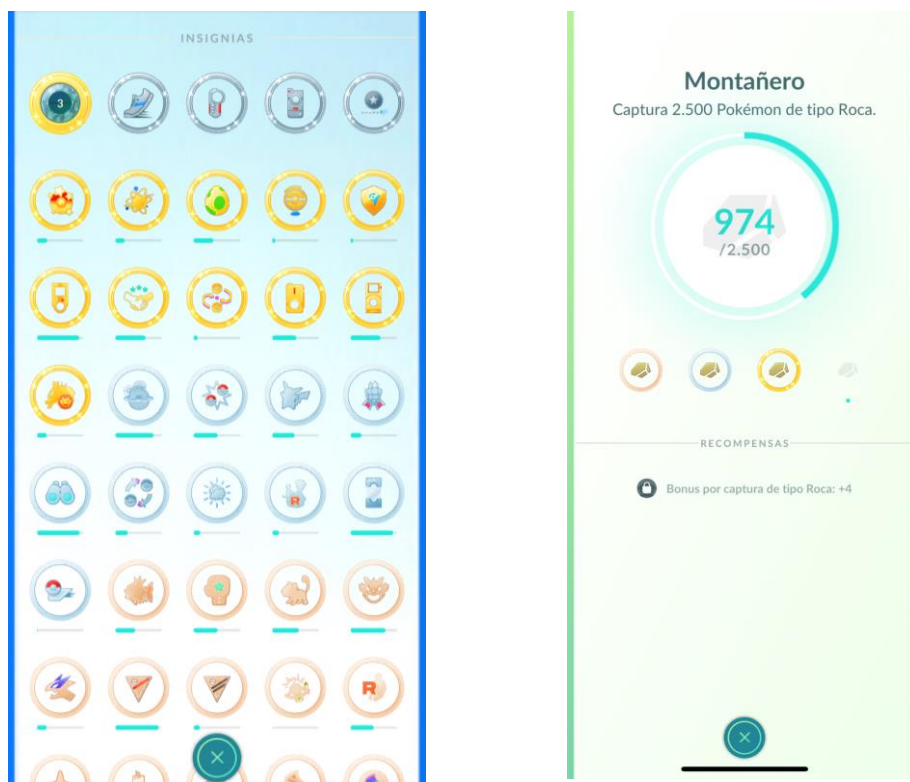 INSIGNIAS
3
R
R
Montañero
Captura 2.500 Pokémon de tipo Roca.
974
/2.500
RECOMPENSAS
Bonus por captura de tipo Roca: +4